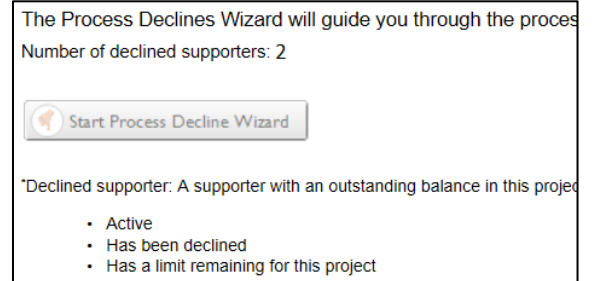 The Process Declines Wizard will guide you through the proces
Number of declined supporters: 2
Start Process Decline Wizard
*Declined supporter: A supporter with an outstanding balance in this projec
• Active
• Has been declined
• Has a limit remaining for this project